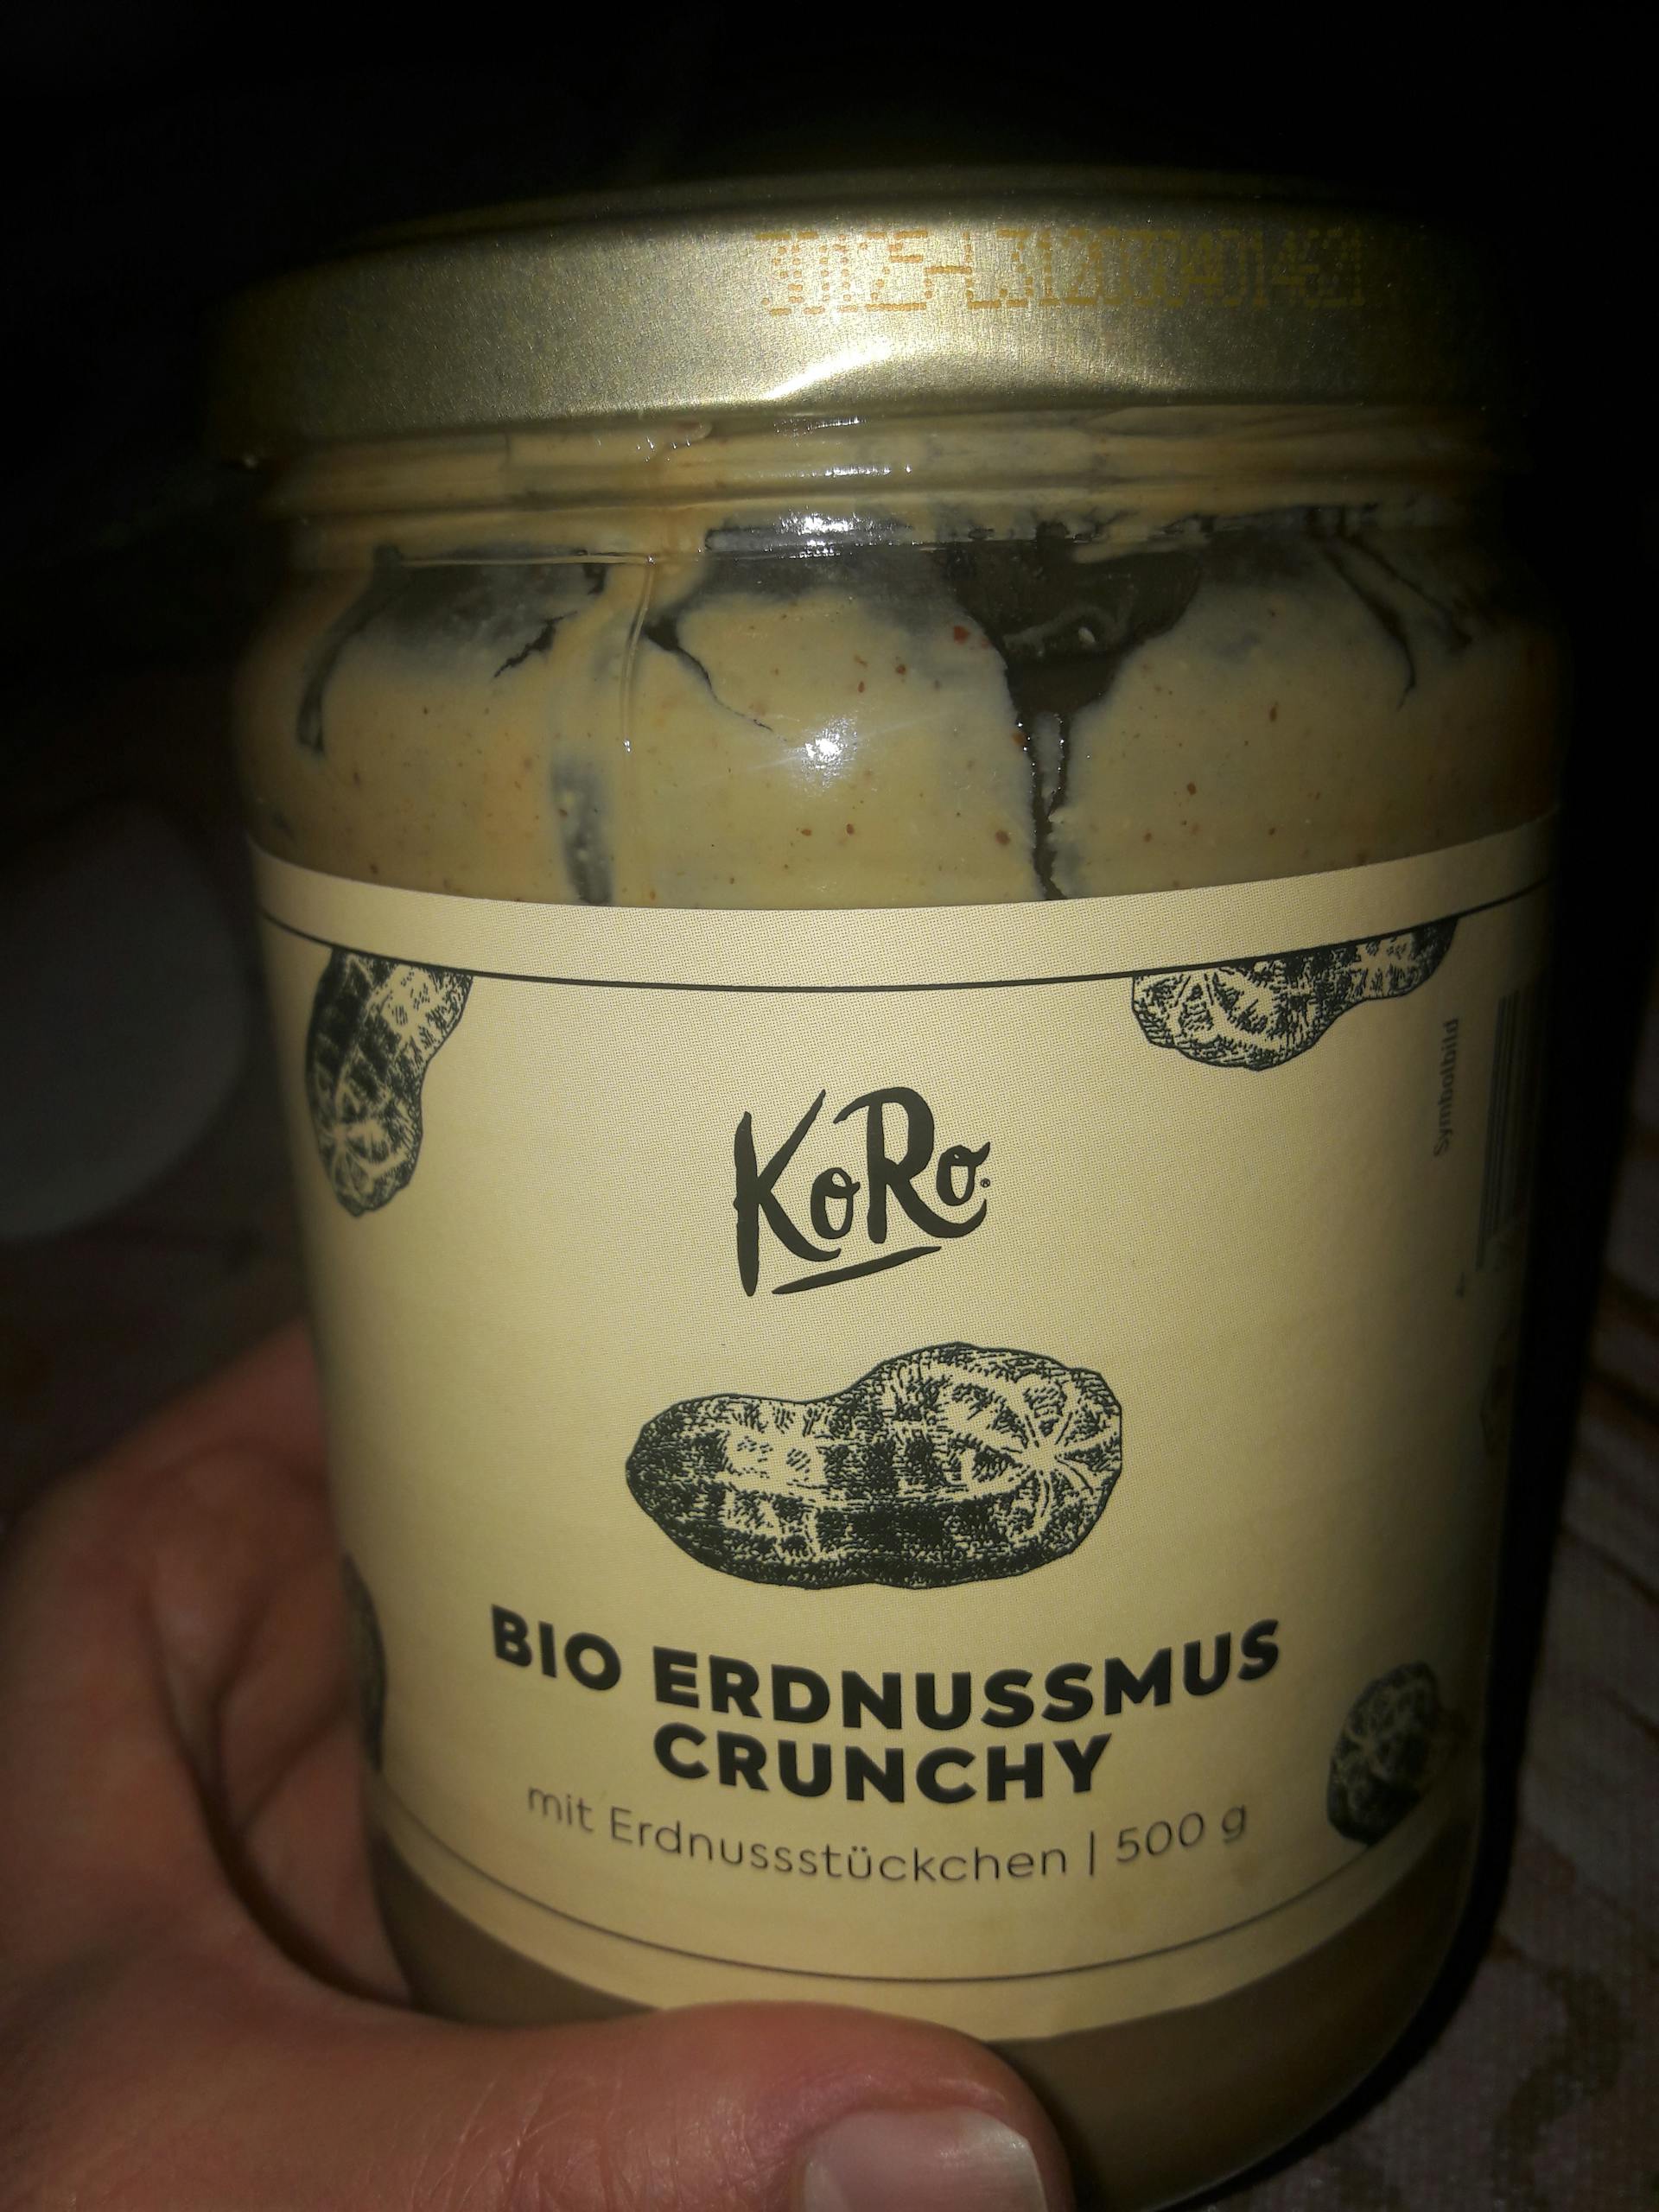 KoRo
BIO ERDNUSSMUS
CRUNCHY
mit Erdnussstückchen | 500 g
Symbolbild